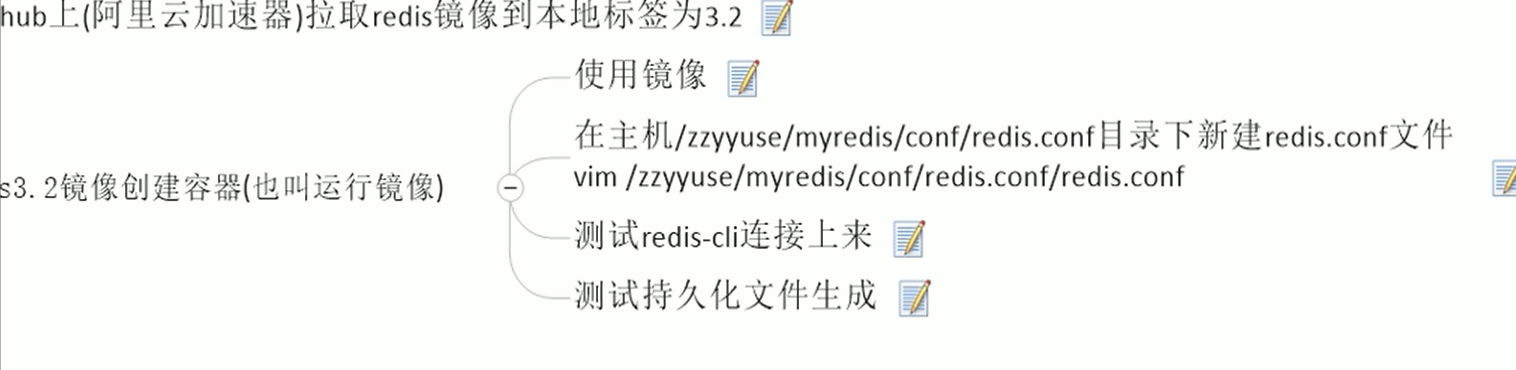 hub上(阿里云加速器)拉取redis镜像到本地标签为3.2
使用镜像
在主机/zzyyuse/myredis/conf/redis.conf目录下新建redis.conf文件
vim /zzyyuse/myredis/conf/redis.conf/redis.conf
s3.2镜像创建容器(也叫运行镜像)
测试redis-cli连接上来
测试持久化文件生成